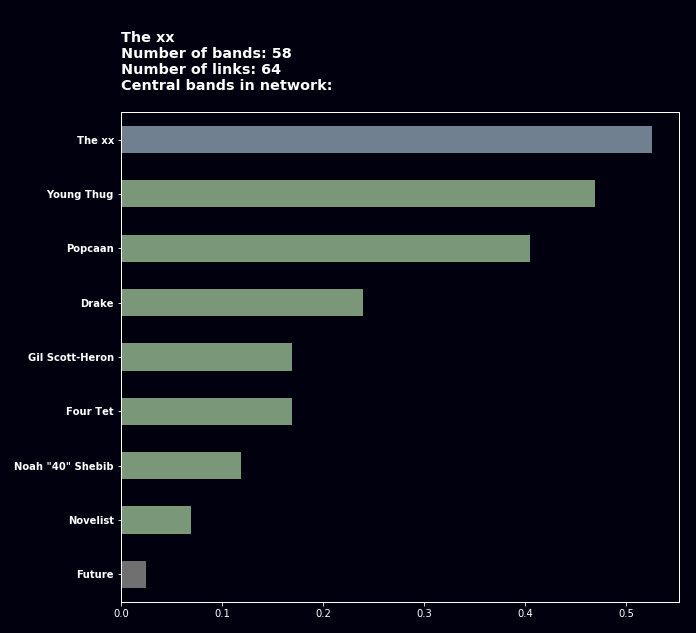 The xx
Number of bands: 58
Number of links: 64
Central bands in network:
The xx
Young Thug
Popcaan
Drake
Gil Scott-Heron
Four Tet
Noah "40" Shebib
Novelist
Future
0.0 0.1 0.2 0.3 0.4 0.5